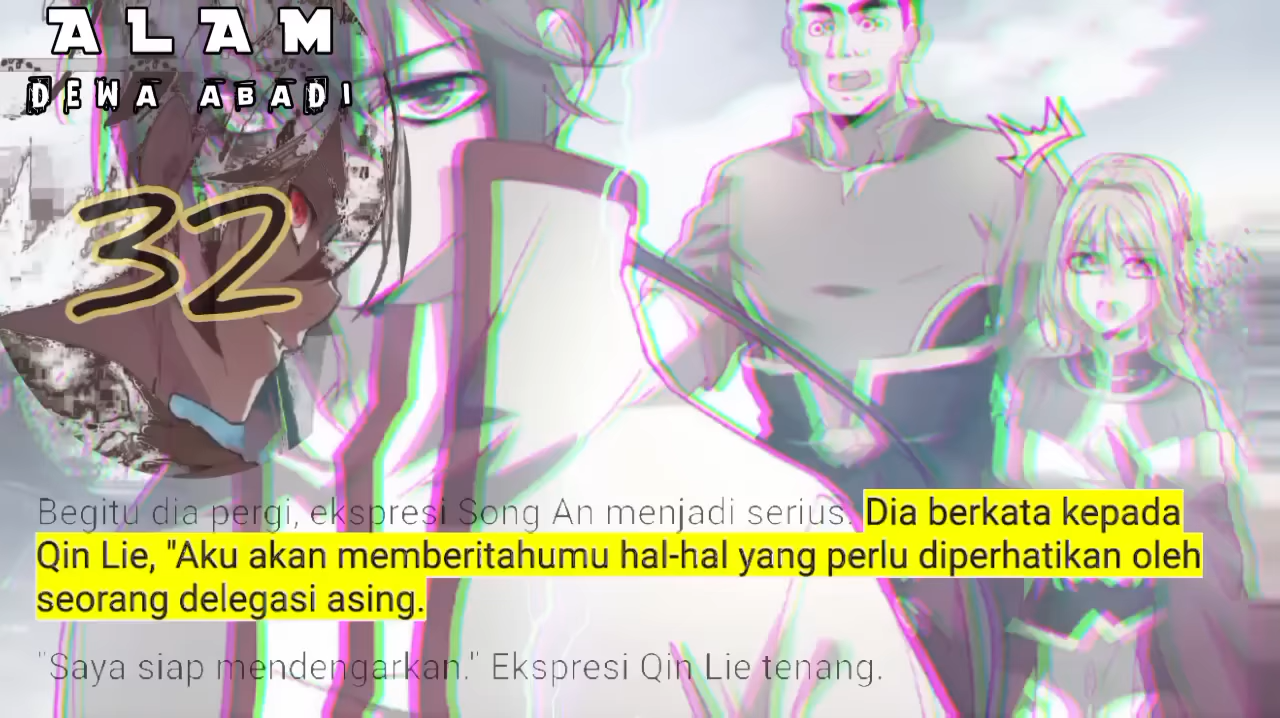 ALAM
DEWA ABADI
32
Begitu dia pergi, ekspresi Song An menjadi serius. Dia berkata kepada
Qin Lie, "Aku akan memberitahumu hal-hal yang perlu diperhatikan oleh
seorang delegasi asing.
"Saya siap mendengarkan." Ekspresi Qin Lie tenang.